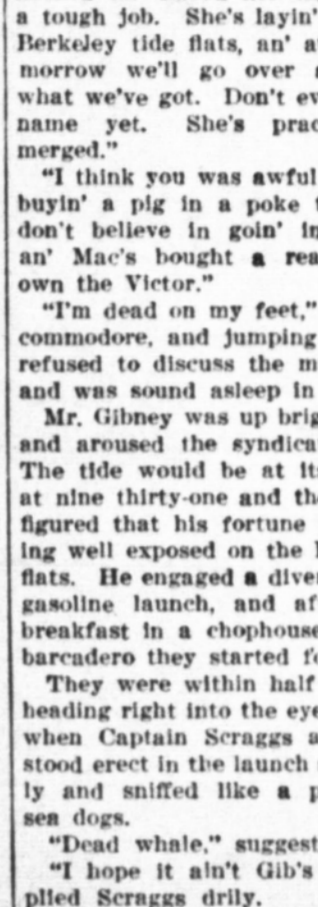 a tough job. She's layin'
Berkeley tide flats, an' a
morrow we'll go over
what we've got. Don't ev
name yet. She's prac
merged."
"I think you was awful
buyin' a pig in a poke
don't believe in goin' in
an' Mac's bought a rea
own the Victor."
"I'm dead on my feet,"
commodore, and jumping
refused to discuss the m
and was sound asleep in
Mr. Gibney was up brig
and aroused the syndica
The tide would be at it
at nine thirty-one and th
figured that his fortune
ing well exposed on the
flats. He engaged a dive
gasoline launch, and af
breakfast in a chophouse
barcadero they started f
They were within half
heading right into the eye
when Captain Scraggs a
stood erect in the launch
ly and sniffed like a p
sea dogs.
"Dead whale," suggest
"I hope it ain't Gib's
plied Scraggs drily.